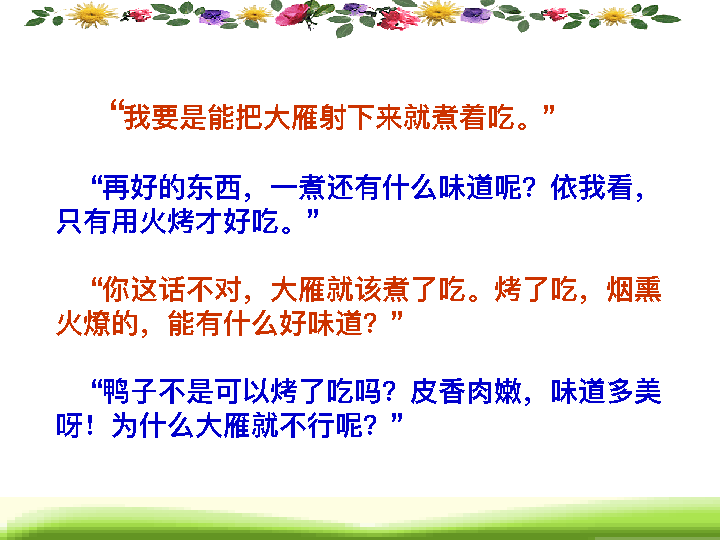 “我要是能把大雁射下来就煮着吃。”
“再好的东西，一煮还有什么味道呢？依我看，
只有用火烤才好吃。”
“你这话不对，大雁就该煮了吃。烤了吃，烟熏
火燎的，能有什么好味道？”
“鸭子不是可以烤了吃吗？皮香肉嫩，味道多美
呀！为什么大雁就不行呢？”